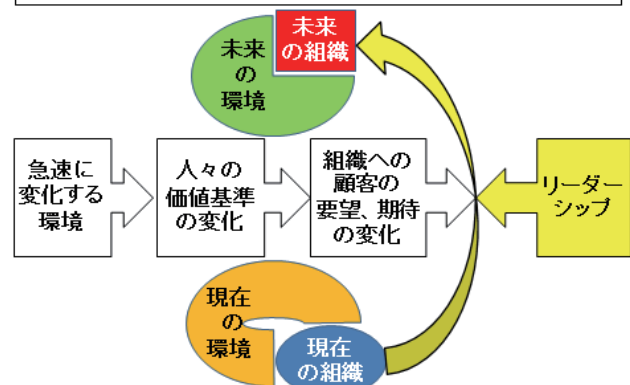 未来
の組織
未来
の
環境
急速に
変化する
環境
人々の
価値基準
の変化
組織への
顧客の
要望、期待
の変化
リーダー
シップ
現在
の
環境
現在
の組織